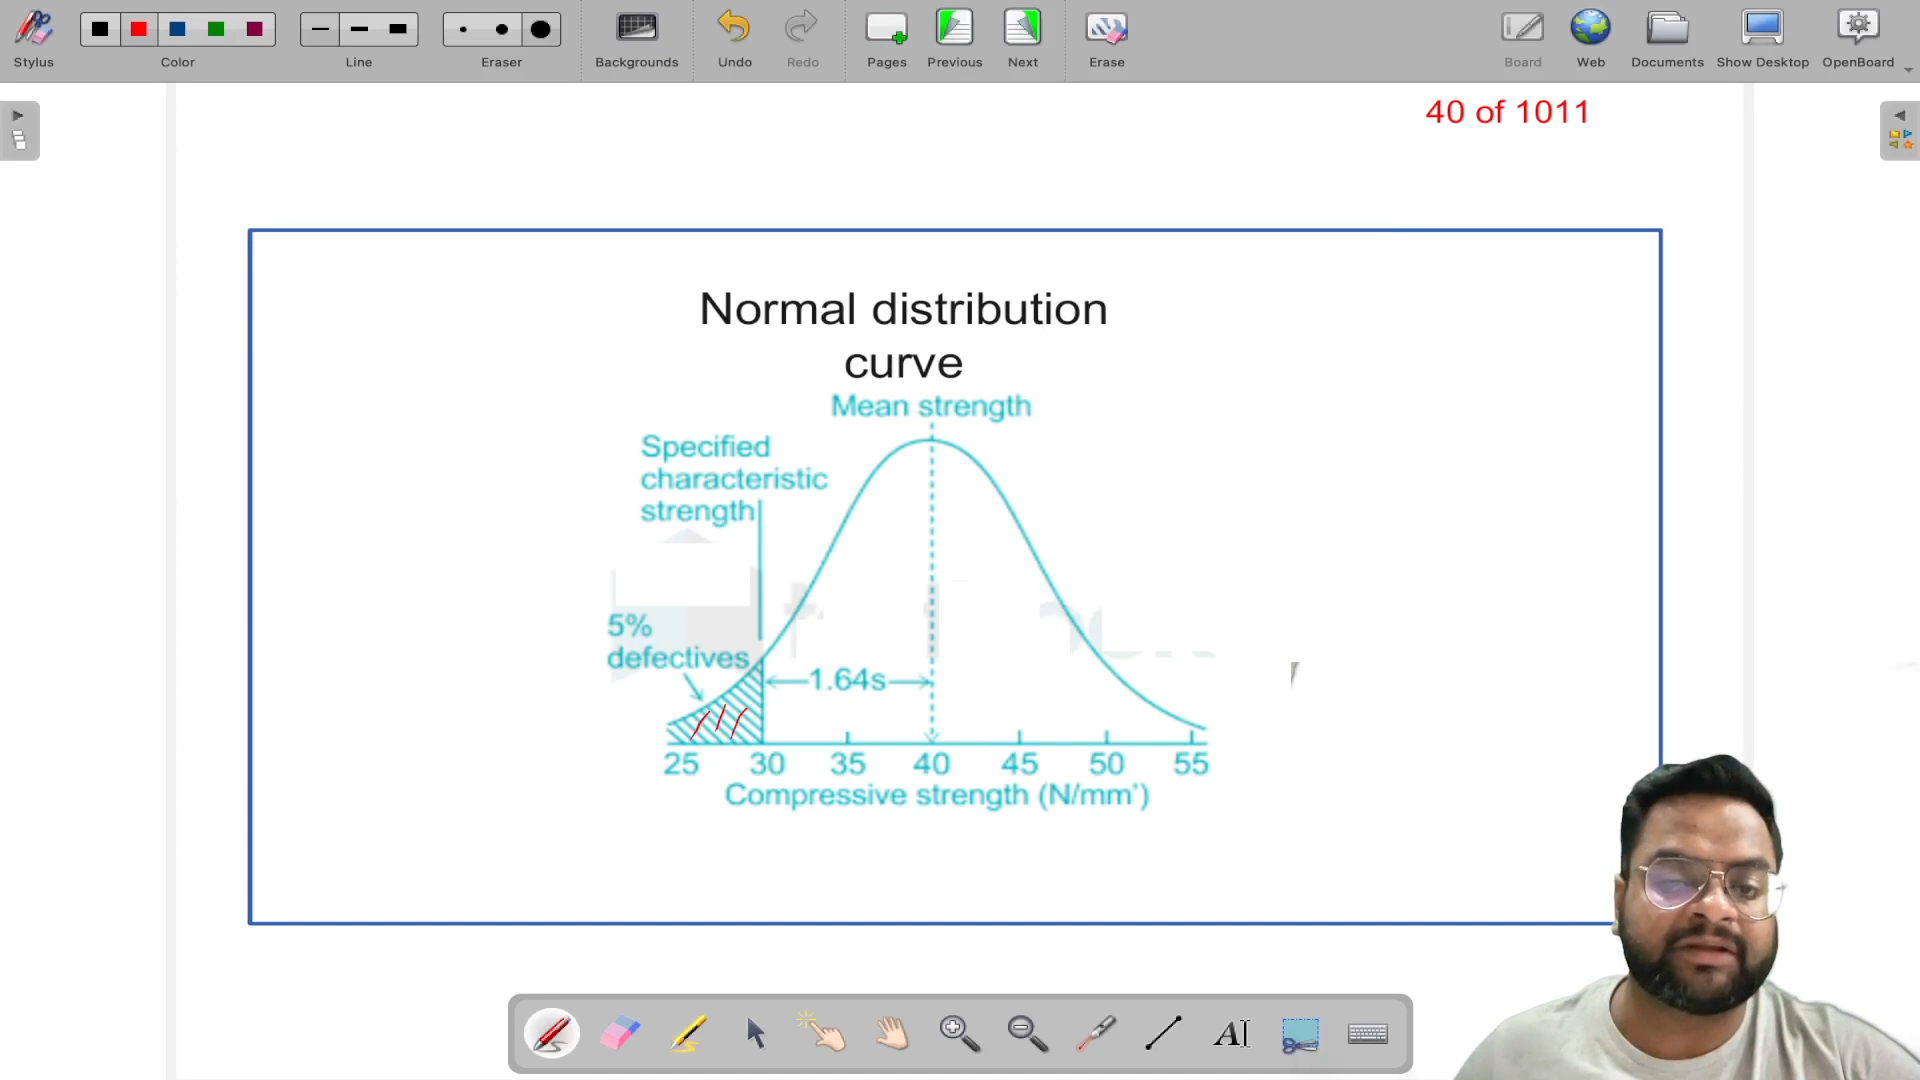 Stylus
Color
Line
Eraser
Backgrounds
Undo
Redo
Pages
Previous
Next
Erase
Board
Web
Documents
Show Desktop
OpenBoard
40 of 1011
Normal distribution
curve
Mean strength
Specified
characteristic
strength
5%
defectives
1.64s
25 30 35 40 45 50 55
Compressive strength (N/mm')